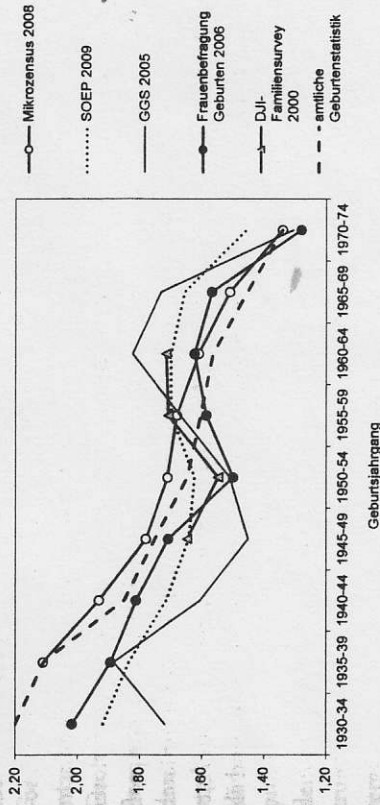 2,20
2,00
1,80
1,60
1,40
1,20
1930-34 1935-39 1940-44 1945-49 1950-54 1955-59 1960-64 1965-69 1970-74
Geburtsjahrgang
Mikrozensus 2008
SOEP 2009
GGS 2005
Frauenbefragung
Geburten 2006
DJI-
Familiensurvey
2000
amtliche
Geburtenstatistik